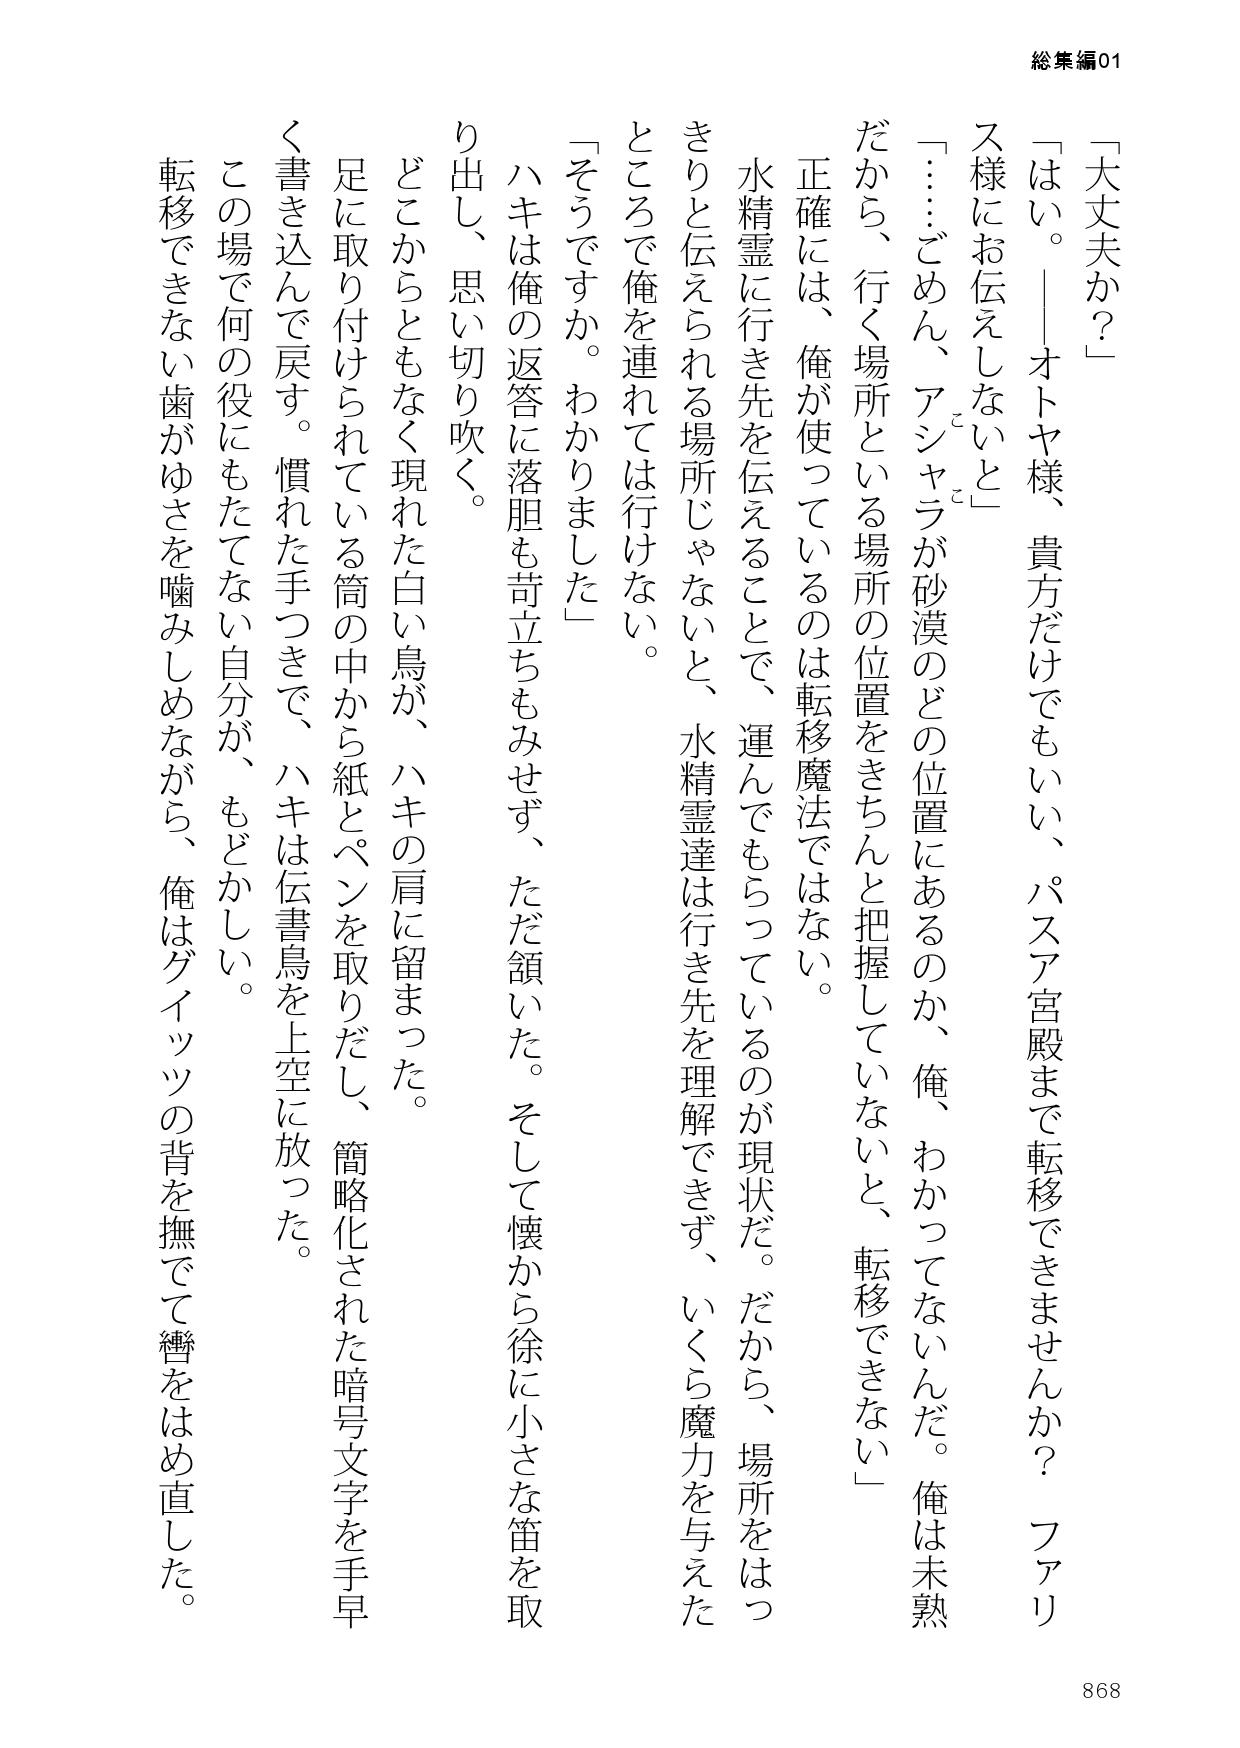 総集編01
「大丈夫か？」
「はい。――オトヤ様、貴方だけでもいい、パスア宮殿まで転移できませんか？　ファリ
ス様にお伝えしないと」
「……ごめん、アシャラが砂漠のどの位置にあるのか、俺、わかってないんだ。俺は未熟
ここ
だから、行く場所といる場所の位置をきちんと把握していないと、転移できない」
正確には、俺が使っているのは転移魔法ではない。
水精霊に行き先を伝えることで、運んでもらっているのが現状だ。だから、場所をはっ
きりと伝えられる場所じゃないと、水精霊達は行き先を理解できず、いくら魔力を与えた
ところで俺を連れては行けない。
「そうですか。わかりました」
ハキは俺の返答に落胆も苛立ちもみせず、ただ頷いた。そして懐から徐に小さな笛を取
り出し、思い切り吹く。
どこからともなく現れた白い鳥が、ハキの肩に留まった。
足に取り付けられている筒の中から紙とペンを取りだし、簡略化された暗号文字を手早
く書き込んで戻す。慣れた手つきで、ハキは伝書鳥を上空に放った。
この場で何の役にもたてない自分が、もどかしい。
転移できない歯がゆさを噛みしめながら、俺はグイッツの背を撫でて轡をはめ直した。
868